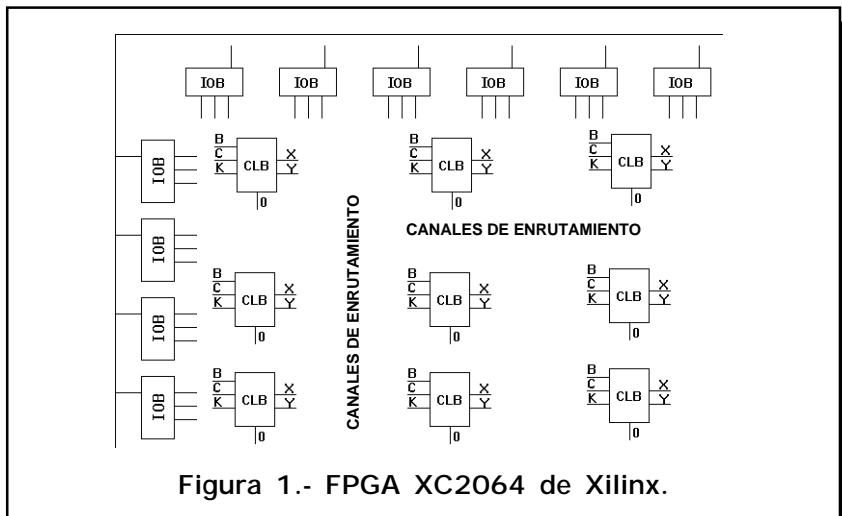 IOB IOB IOB IOB IOB IOB
IOB
B
C
K
CLB
X
Y
0
B
C
K
CLB
X
Y
0
B
C
K
CLB
X
Y
0
CANALES DE ENRUTAMIENTO
CANALES DE ENRUTAMIENTO
IOB
B
C
K
CLB
X
Y
0
B
C
K
CLB
X
Y
0
B
C
K
CLB
X
Y
0
IOB
IOB
B
C
K
CLB
X
Y
0
B
C
K
CLB
X
Y
0
B
C
K
CLB
X
Y
0
Figura 1.- FPGA XC2064 de Xilinx.